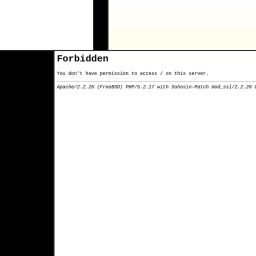 Forbidden
You don't have permission to access / on this server.
Apache/2.2.26 (FreeBSD) PHP/5.2.17 with Suhosin-Patch mod_ssl/2.2.26